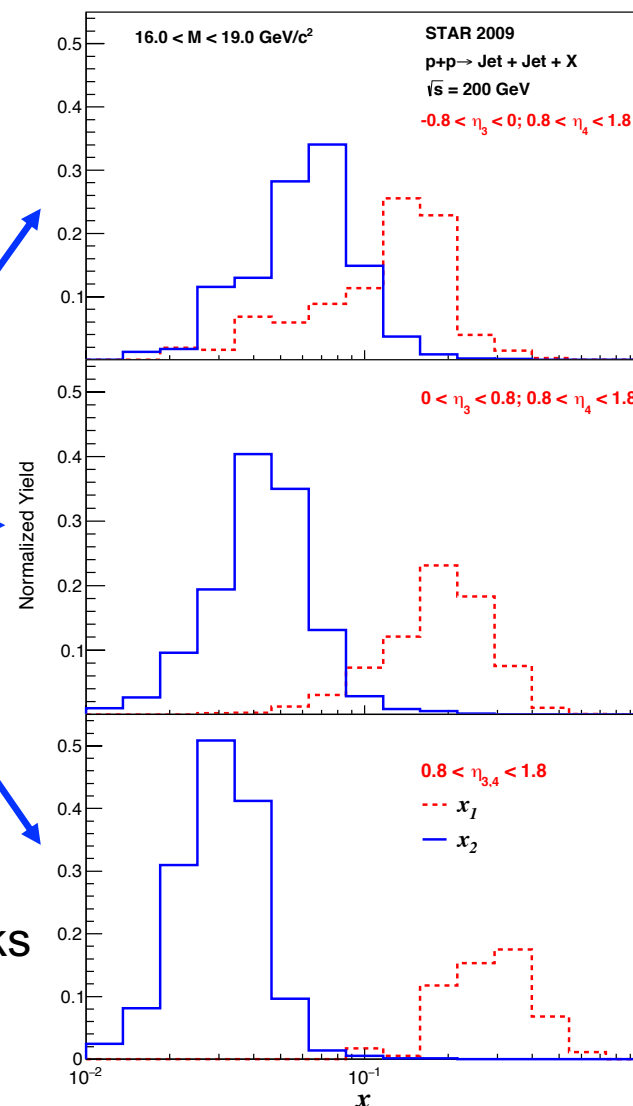 0.5
16.0 < M < 19.0 GeV/c²
STAR 2009
p+p→ Jet + Jet + X
√s = 200 GeV
-0.8 < η₃ < 0; 0.8 < η₄ < 1.8
0.4
0.3
0.2
0.1
0.5
0 < η₃ < 0.8; 0.8 < η₄ < 1.8
0.4
Normalized Yield
0.3
0.2
0.1
0.5
0.8 < η₃,₄ < 1.8
x₁
0.4
x₂
0.3
ks
0.2
0.1
0
10⁻²
10⁻¹
x